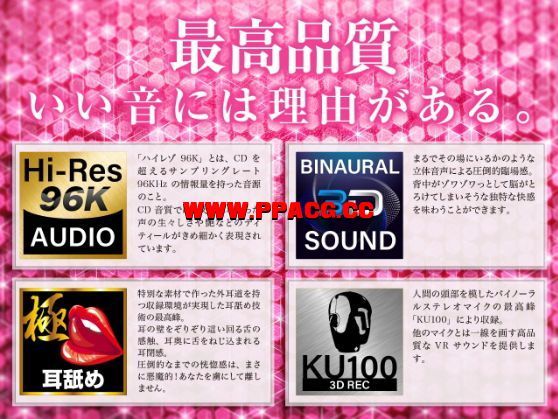 最高品質
いい音には理由がある。
Hi-Res
96K
AUDIO
「ハイレゾ 96K」とは、CD を
超えるサンプリングレート
96KHz の情報量を持った音源
のこと。
CD 音質で
声の生々しさや艶などのディ
ティールがきめ細かく表現され
ています。
BINAURAL
3D
SOUND
まるでその場にいるかのような
立体音声による圧倒的臨場感。
背中がゾワゾワっとして脳がと
ろけてしまいそうな独特な快感
を味わうことができます。
WWW.PPACG.CC
極
耳舐め
特別な素材で作った外耳道を持
つ収録環境が実現した耳舐め技
術の最高峰。
耳の壁をぞりぞり這い回る舌の
感触、耳奥に舌をねじ込まれる
耳閉感。
圧倒的なまでの恍惚感は、まさ
に悪魔的！あなたを虜にして離し
ません。
KU100
3D REC
人間の頭部を模したバイノーラ
ルステレオマイクの最高峰
「KU100」により収録。
他のマイクとは一線を画す高品
質な VR サウンドを提供しま
す。